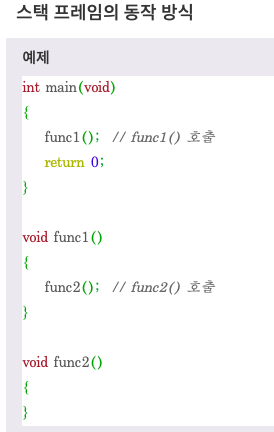 스택 프레임의 동작 방식
예제
int main(void)
{
func1(); // func1() 호출
return 0;
}
void func1()
{
func2(); // func2() 호출
}
void func2()
{
}